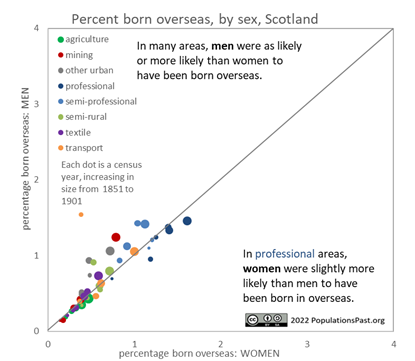 Percent born overseas, by sex, Scotland
4
3
2
1
0
percentage born overseas: MEN
agriculture
mining
other urban
professional
semi-professional
semi-rural
textile
transport
Each dot is a census
year, increasing in
size from 1851 to
1901
In many areas, men were as likely
or more likely than women to
have been born overseas.
In professional areas,
women were slightly more
likely than men to have
been born in overseas.
cc BY SA 2022 PopulationsPast.org
0 1 2 3 4
percentage born overseas: WOMEN